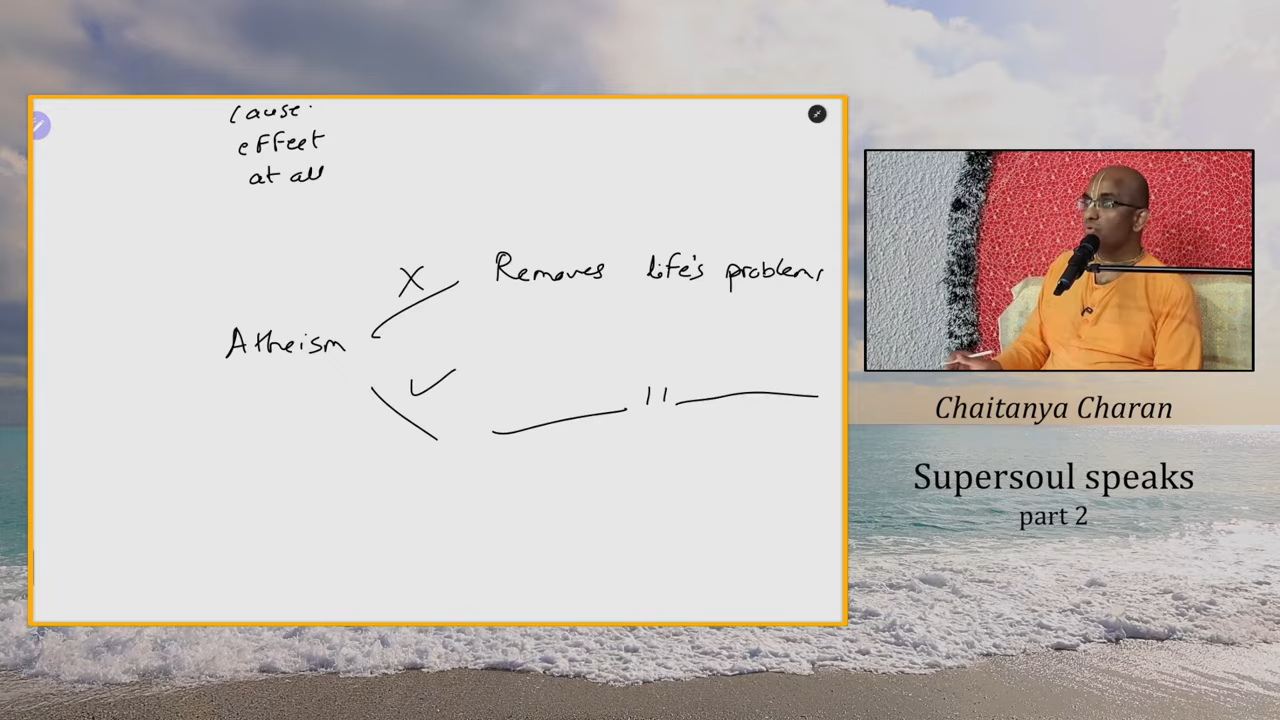 cause.
effect
at all
X
Removes life's problems
Atheism
"
Chaitanya Charan
Supersoul speaks
part 2